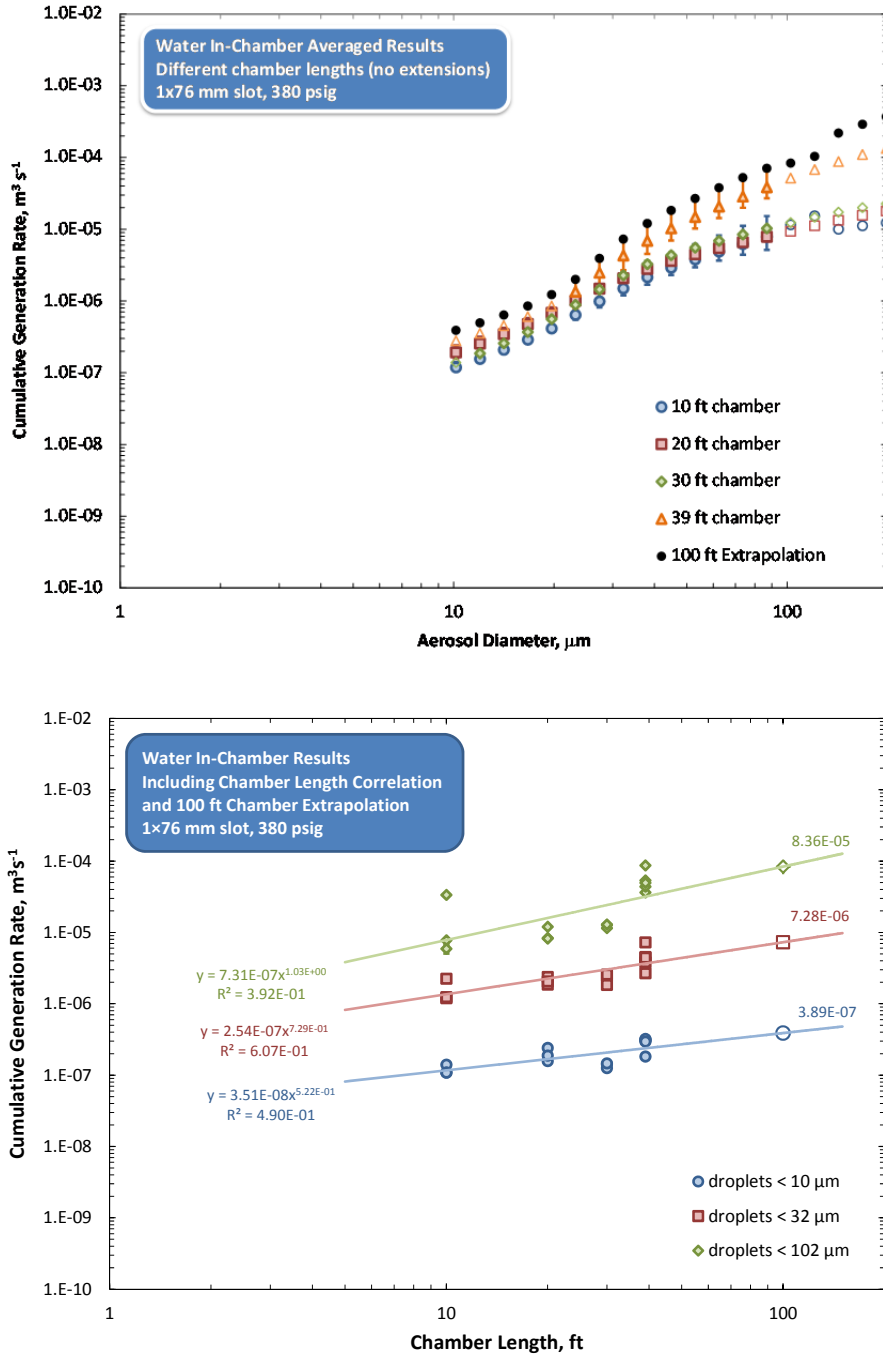 1.0E-02
1.0E-03
1.0E-04
1.0E-05
1.0E-06
1.0E-07
1.0E-08
1.0E-09
1.0E-10
Cumulative Generation Rate, m³ s⁻¹
Water In-Chamber Averaged Results
Different chamber lengths (no extensions)
1x76 mm slot, 380 psig
10 ft chamber
20 ft chamber
30 ft chamber
39 ft chamber
100 ft Extrapolation
1
10
100
Aerosol Diameter, µm
1.E-02
1.E-03
1.E-04
1.E-05
1.E-06
1.E-07
1.E-08
1.E-09
1.E-10
Cumulative Generation Rate, m³s⁻¹
Water In-Chamber Results
Including Chamber Length Correlation
and 100 ft Chamber Extrapolation
1×76 mm slot, 380 psig
8.36E-05
7.28E-06
3.89E-07
y = 7.31E-07x^1.03E+00
R² = 3.92E-01
y = 2.54E-07x^7.29E-01
R² = 6.07E-01
y = 3.51E-08x^5.22E-01
R² = 4.90E-01
droplets < 10 µm
droplets < 32 µm
droplets < 102 µm
1
10
100
Chamber Length, ft